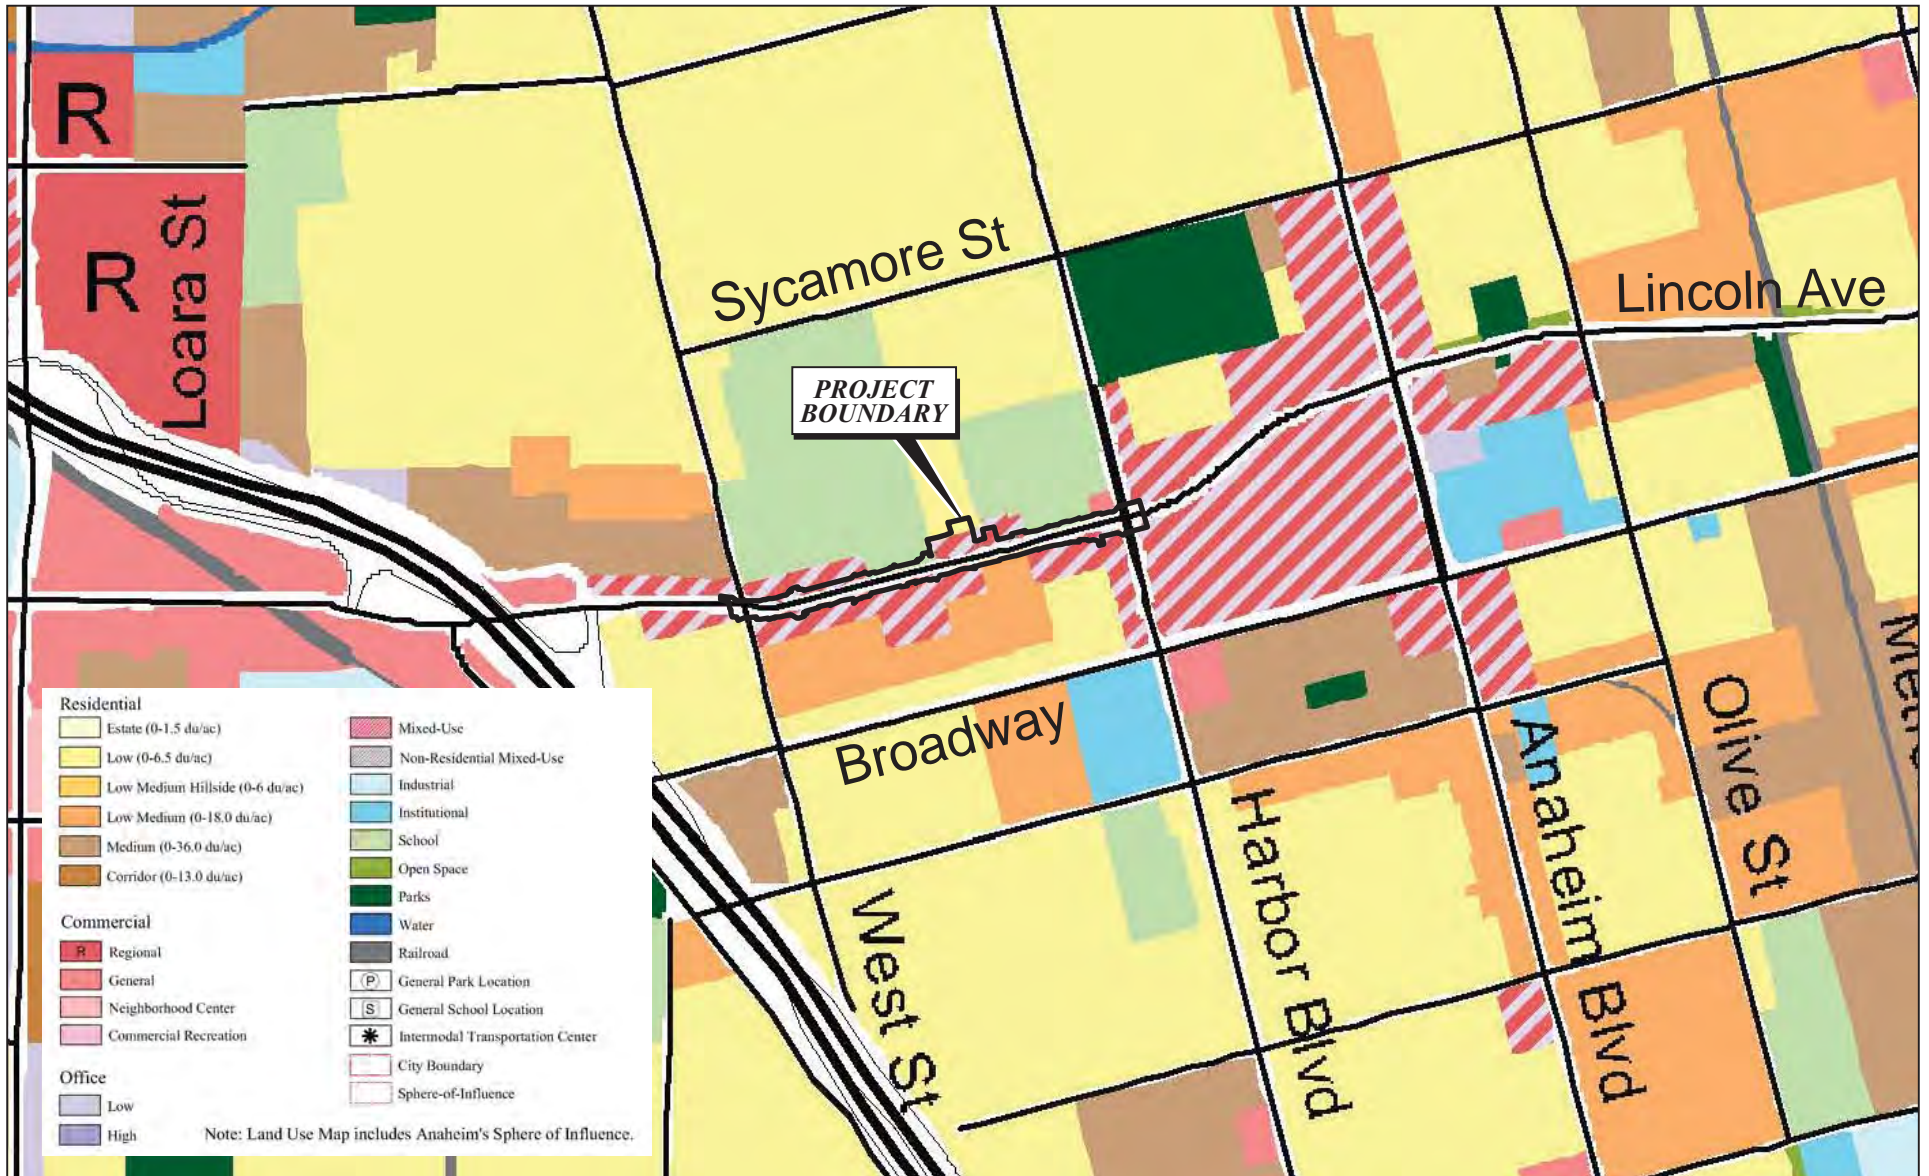 R
R
Loara St
Sycamore St
Lincoln Ave
PROJECT
BOUNDARY
Broadway
West St
Harbor Blvd
Anaheim Blvd
Olive St
Residential
Estate (0-1.5 du/ac)
Low (0-6.5 du/ac)
Low Medium Hillside (0-6 du/ac)
Low Medium (0-18.0 du/ac)
Medium (0-36.0 du/ac)
Corridor (0-13.0 du/ac)
Commercial
R Regional
General
Neighborhood Center
Commercial Recreation
Office
Low
High
Mixed-Use
Non-Residential Mixed-Use
Industrial
Institutional
School
Open Space
Parks
Water
Railroad
P General Park Location
S General School Location
Intermodal Transportation Center
City Boundary
Sphere-of-Influence
Note: Land Use Map includes Anaheim's Sphere of Influence.